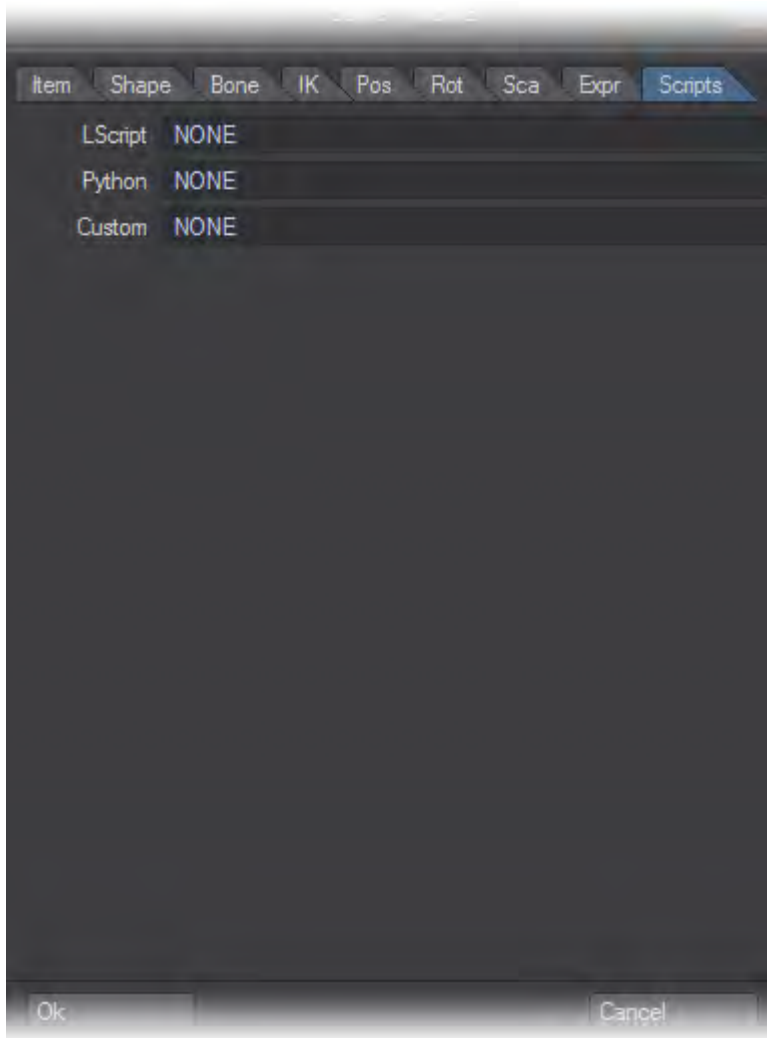 Item Shape Bone IK Pos Rot Sca Expr Scripts
LScript NONE
Python NONE
Custom NONE
Ok Cancel